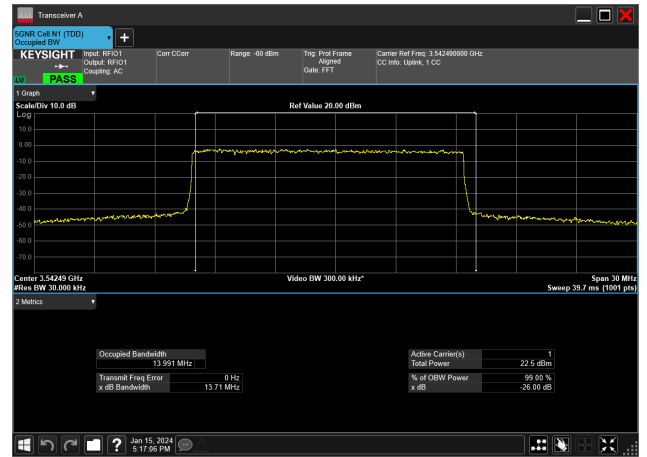 Transceiver A
5GNR Cell N1 (TDD)
Occupied BW
KEYSIGHT Input: RFIO1 Corr CCorr Range: -60 dBm Trig: Prot Frame Carrier Ref Freq: 3.542490000 GHz
Output: RFIO1 Aligned CC Info: Uplink, 1 CC
Coupling: AC Gate: FFT
LXI PASS
1 Graph
Scale/Div 10.0 dB Ref Value 20.00 dBm
Log
10.0
0.00
-10.0
-20.0
-30.0
-40.0
-50.0
-60.0
-70.0
Center 3.54249 GHz Video BW 300.00 kHz* Span 30 MHz
#Res BW 30.000 kHz Sweep 39.7 ms (1001 pts)
2 Metrics
Occupied Bandwidth Active Carrier(s) 1
13.991 MHz Total Power 22.5 dBm
Transmit Freq Error 0 Hz % of OBW Power 99.00 %
x dB Bandwidth 13.71 MHz x dB -26.00 dB
Jan 15, 2024
5:17:06 PM